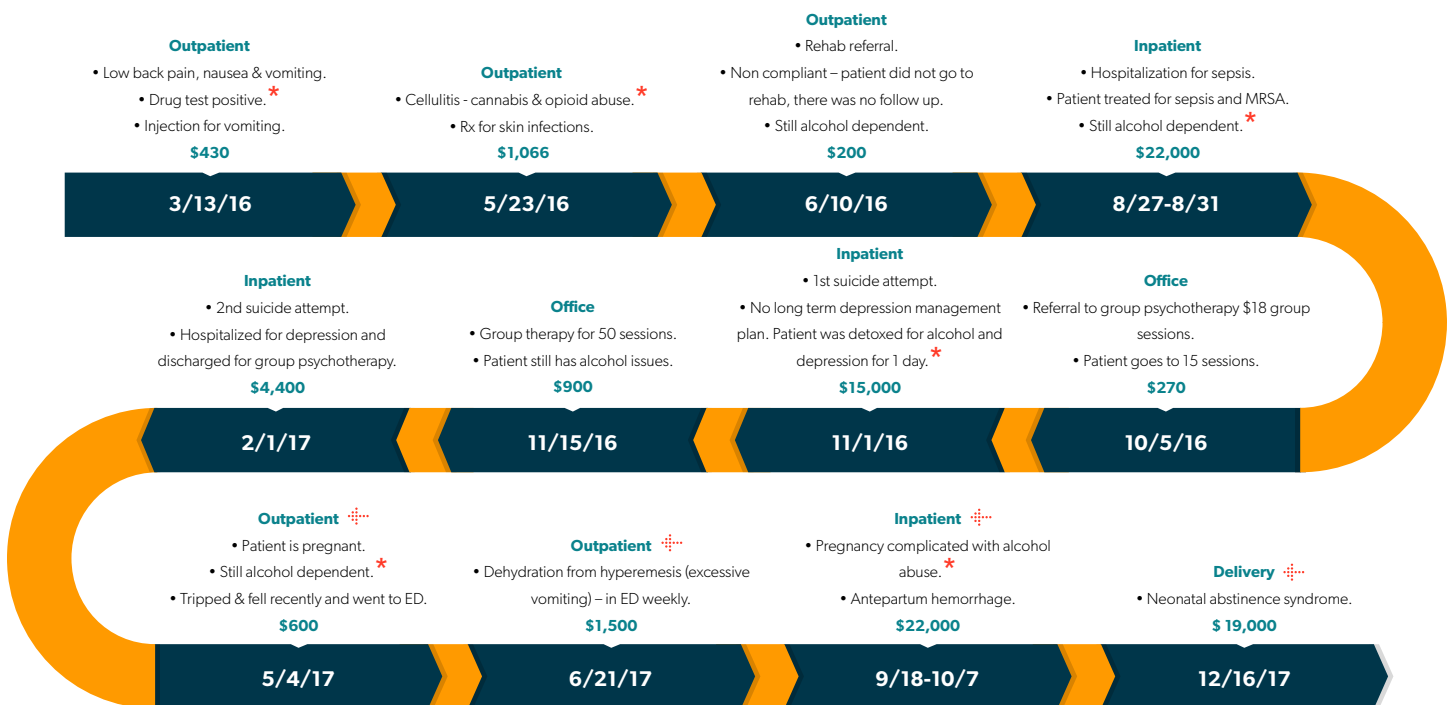 Outpatient
• Low back pain, nausea & vomiting.
• Drug test positive.*
• Injection for vomiting.
$430
3/13/16
Outpatient
• Cellulitis - cannabis & opioid abuse.*
• Rx for skin infections.
$1,066
5/23/16
Outpatient
• Rehab referral.
• Non compliant – patient did not go to
rehab, there was no follow up.
• Still alcohol dependent.
$200
6/10/16
Inpatient
• Hospitalization for sepsis.
• Patient treated for sepsis and MRSA.
• Still alcohol dependent.*
$22,000
8/27-8/31
Office
• Referral to group psychotherapy $18 group
sessions.
• Patient goes to 15 sessions.
$270
10/5/16
Inpatient
• 1st suicide attempt.
• No long term depression management
plan. Patient was detoxed for alcohol and
depression for 1 day.*
$15,000
11/1/16
Office
• Group therapy for 50 sessions.
• Patient still has alcohol issues.
$900
11/15/16
Inpatient
• 2nd suicide attempt.
• Hospitalized for depression and
discharged for group psychotherapy.
$4,400
2/1/17
Outpatient
• Patient is pregnant.
• Still alcohol dependent.*
• Tripped & fell recently and went to ED.
$600
5/4/17
Outpatient
• Dehydration from hyperemesis (excessive
vomiting) – in ED weekly.
$1,500
6/21/17
Inpatient
• Pregnancy complicated with alcohol
abuse.*
• Antepartum hemorrhage.
$22,000
9/18-10/7
Delivery
• Neonatal abstinence syndrome.
$ 19,000
12/16/17